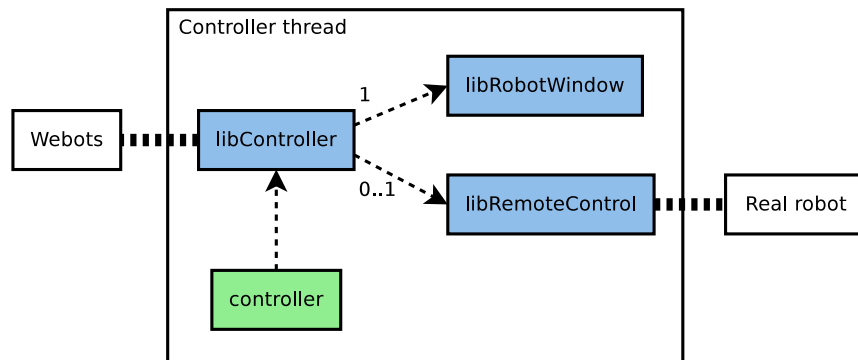 Controller thread
libRobotWindow
1
Webots
libController
0..1
libRemoteControl
Real robot
controller